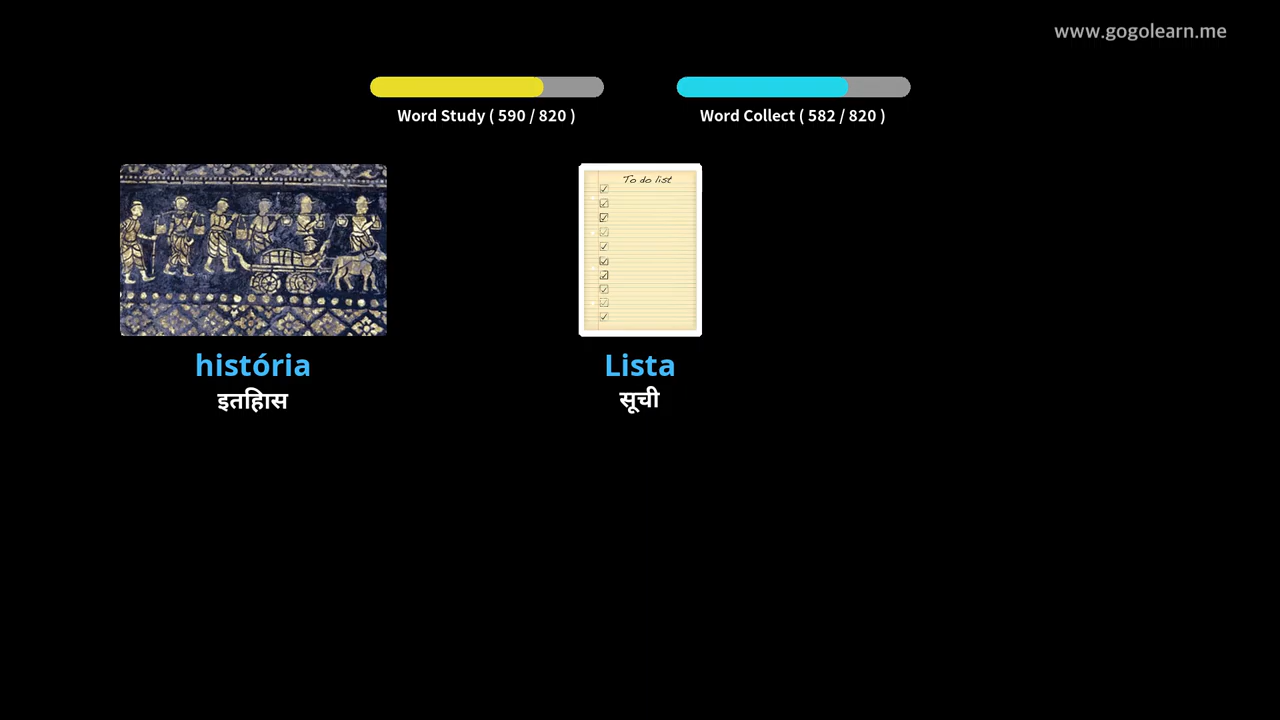 www.gogolearn.me
Word Study ( 590 / 820 )
Word Collect ( 582 / 820 )
To do list
história
इतिहास
Lista
सूची